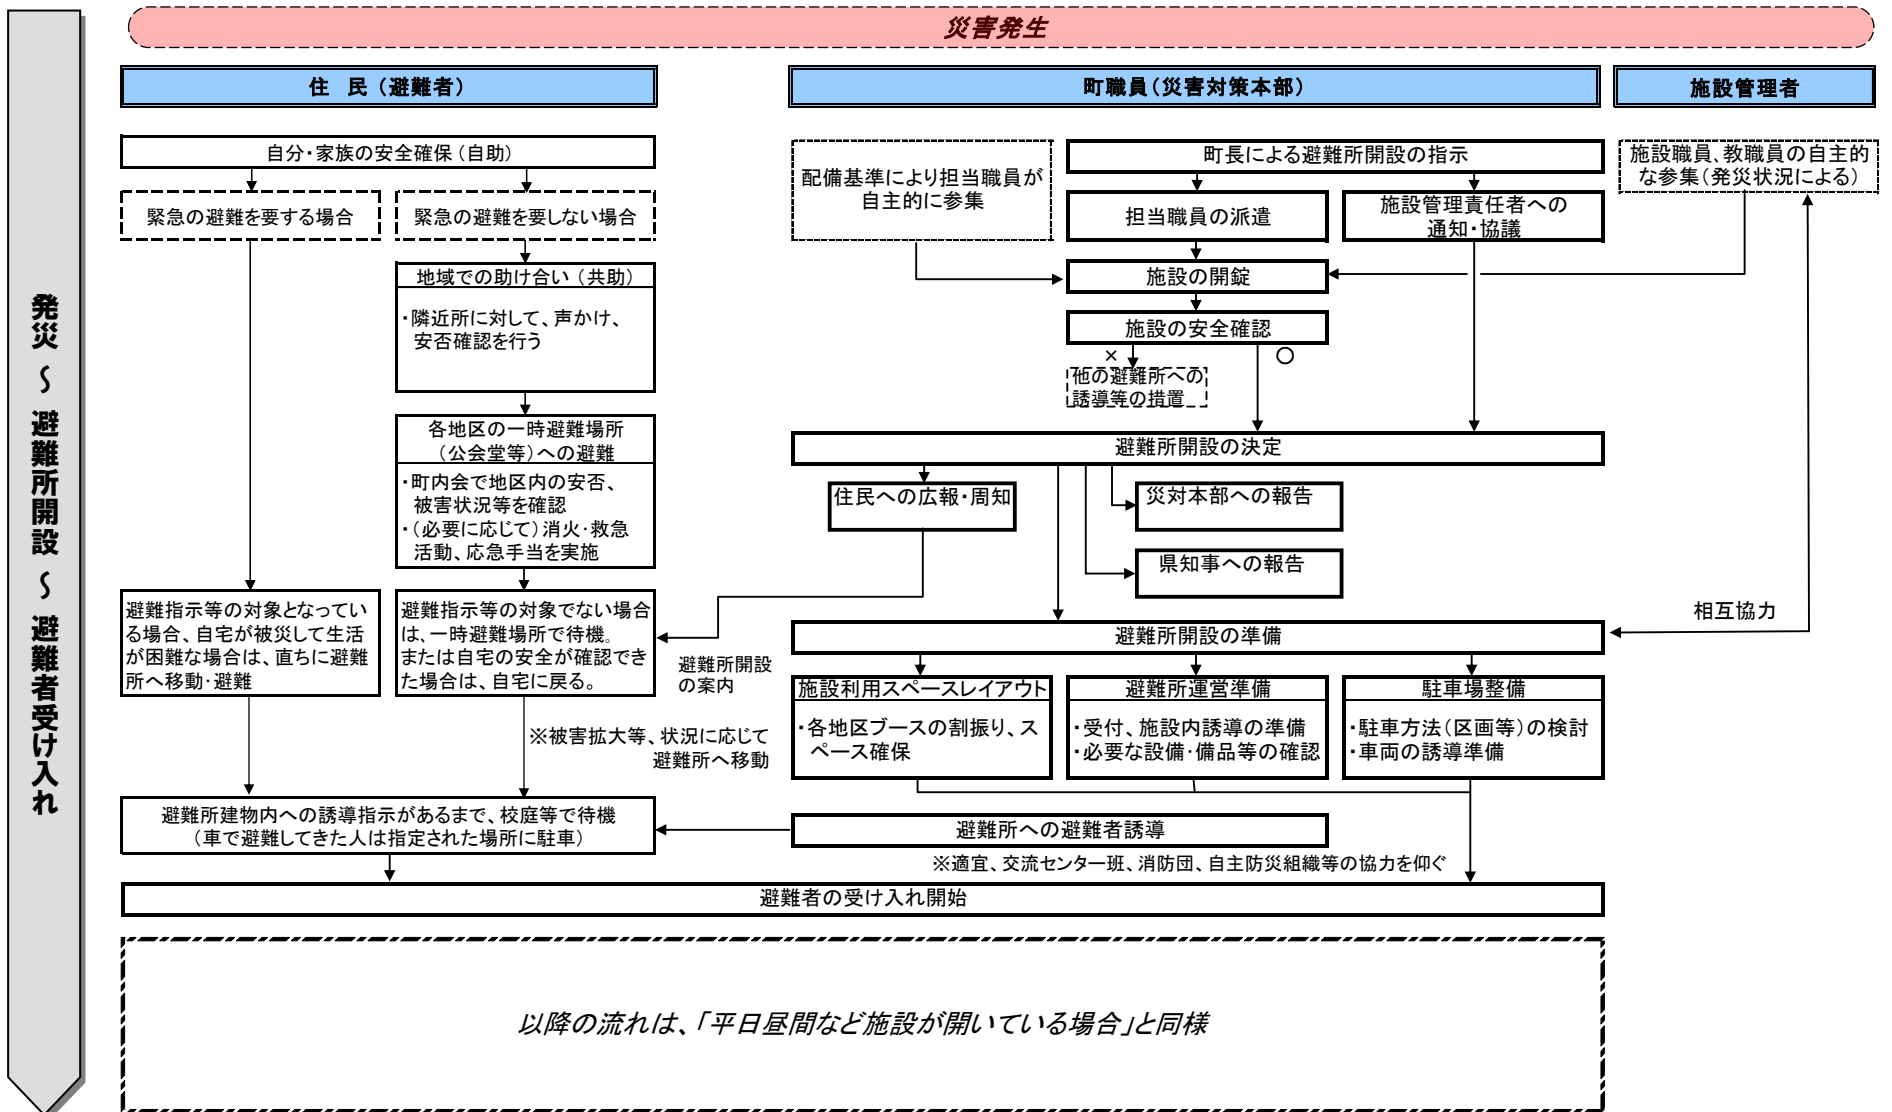 災害発生
発災 ～ 避難所開設 ～ 避難者受け入れ
住　民（避難者）
自分・家族の安全確保（自助）
緊急の避難を要する場合
緊急の避難を要しない場合
地域での助け合い（共助）
・隣近所に対して、声かけ、
安否確認を行う
各地区の一時避難場所
（公会堂等）への避難
・町内会で地区内の安否、
被害状況等を確認
・（必要に応じて）消火・救急
活動、応急手当を実施
避難指示等の対象となってい
る場合、自宅が被災して生活
が困難な場合は、直ちに避難
所へ移動・避難
避難指示等の対象でない場合
は、一時避難場所で待機。
または自宅の安全が確認でき
た場合は、自宅に戻る。
避難所開設
の案内
※被害拡大等、状況に応じて
避難所へ移動
避難所建物内への誘導指示があるまで、校庭等で待機
（車で避難してきた人は指定された場所に駐車）
町職員（災害対策本部）
配備基準により担当職員が
自主的に参集
町長による避難所開設の指示
担当職員の派遣
施設管理責任者への
通知・協議
施設の開錠
施設の安全確認
×
○
他の避難所への
誘導等の措置
避難所開設の決定
住民への広報・周知
災対本部への報告
県知事への報告
避難所開設の準備
施設利用スペースレイアウト
・各地区ブースの割振り、ス
ペース確保
避難所運営準備
・受付、施設内誘導の準備
・必要な設備・備品等の確認
駐車場整備
・駐車方法（区画等）の検討
・車両の誘導準備
避難所への避難者誘導
※適宜、交流センター班、消防団、自主防災組織等の協力を仰ぐ
施設管理者
施設職員、教職員の自主的
な参集（発災状況による）
相互協力
避難者の受け入れ開始
以降の流れは、「平日昼間など施設が開いている場合」と同様